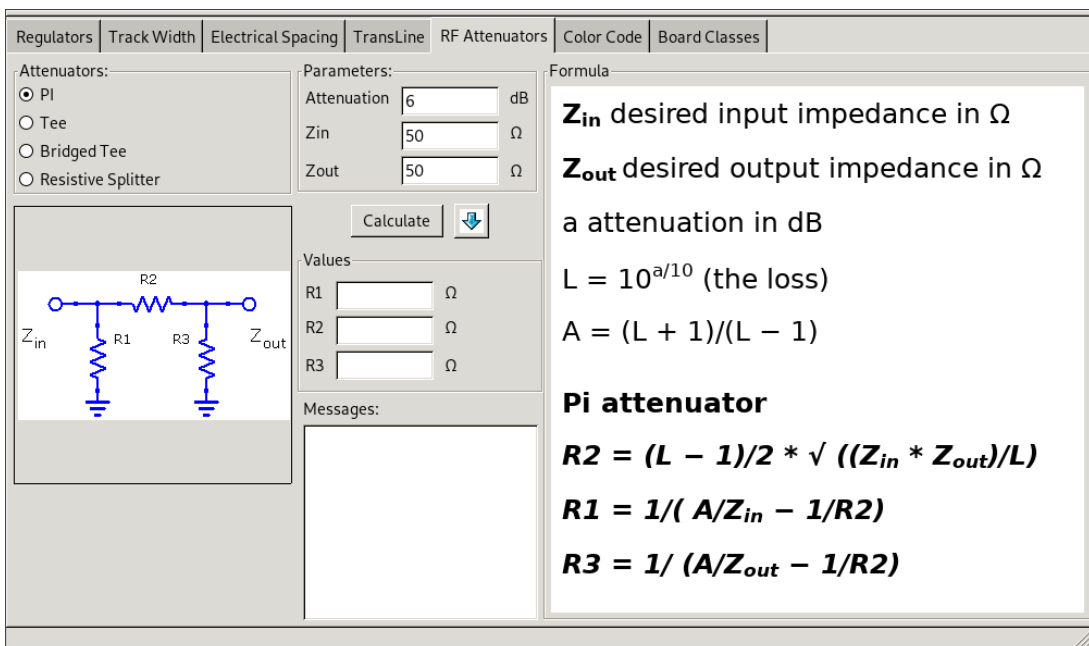 Regulators Track Width Electrical Spacing TransLine RF Attenuators Color Code Board Classes
Attenuators:
PI
Tee
Bridged Tee
Resistive Splitter
R2
Zin
R1
R3
Zout
Parameters:
Attenuation 6 dB
Zin 50 Ω
Zout 50 Ω
Calculate
Values
R1 Ω
R2 Ω
R3 Ω
Messages:
Formula
Zin desired input impedance in Ω
Zout desired output impedance in Ω
a attenuation in dB
L = 10^a/10 (the loss)
A = (L + 1)/(L − 1)
Pi attenuator
R2 = (L − 1)/2 * √ ((Zin * Zout)/L)
R1 = 1/( A/Zin − 1/R2)
R3 = 1/ (A/Zout − 1/R2)